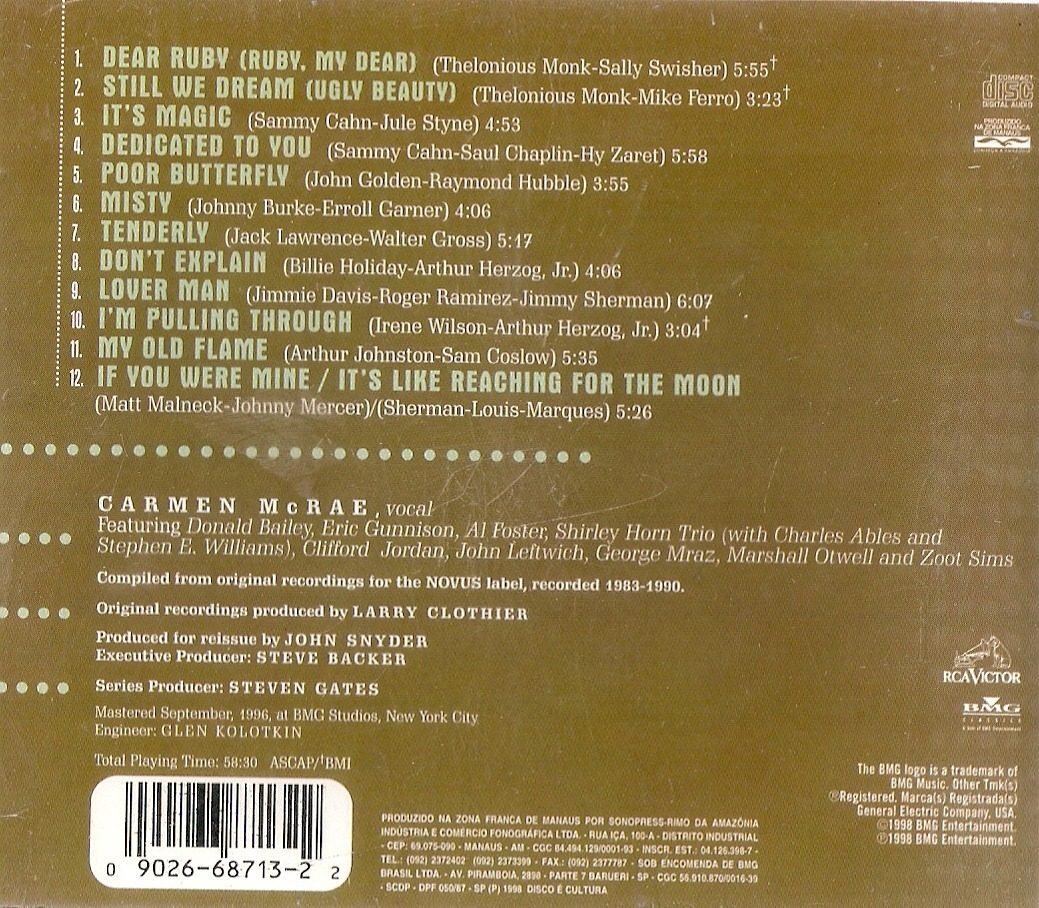 1. DEAR RUBY (RUBY, MY DEAR) (Thelonious Monk-Sally Swisher) 5:55†
2. STILL WE DREAM (UGLY BEAUTY) (Thelonious Monk-Mike Ferro) 3:23†
3. IT'S MAGIC (Sammy Cahn-Jule Styne) 4:53
4. DEDICATED TO YOU (Sammy Cahn-Saul Chaplin-Hy Zaret) 5:58
5. POOR BUTTERFLY (John Golden-Raymond Hubble) 3:55
6. MISTY (Johnny Burke-Erroll Garner) 4:06
7. TENDERLY (Jack Lawrence-Walter Gross) 5:17
8. DON'T EXPLAIN (Billie Holiday-Arthur Herzog, Jr.) 4:06
9. LOVER MAN (Jimmie Davis-Roger Ramirez-Jimmy Sherman) 6:07
10. I'M PULLING THROUGH (Irene Wilson-Arthur Herzog, Jr.) 3:04†
11. MY OLD FLAME (Arthur Johnston-Sam Coslow) 5:35
12. IF YOU WERE MINE / IT'S LIKE REACHING FOR THE MOON
(Matt Malneck-Johnny Mercer)/(Sherman-Louis-Marques) 5:26
COMPACT
disc
DIGITAL AUDIO
PRODUZIDO
NA ZONA FRANCA
DE MANAUS
CARMEN McRAE, vocal
Featuring Donald Bailey, Eric Gunnison, Al Foster, Shirley Horn Trio (with Charles Ables and
Stephen E. Williams), Clifford Jordan, John Leftwich, George Mraz, Marshall Otwell and Zoot Sims
Compiled from original recordings for the NOVUS label, recorded 1983-1990.
Original recordings produced by LARRY CLOTHIER
Produced for reissue by JOHN SNYDER
Executive Producer: STEVE BACKER
Series Producer: STEVEN GATES
Mastered September, 1996, at BMG Studios, New York City
Engineer: GLEN KOLOTKIN
Total Playing Time: 58:30 ASCAP/†BMI
RCA VICTOR
BMG
CLASSICS
The BMG logo is a trademark of
BMG Music. Other Tmk(s)
®Registered. Marca(s) Registrada(s)
General Electric Company, USA.
©1998 BMG Entertainment.
℗1998 BMG Entertainment.
0 9026-68713-2 2
PRODUZIDO NA ZONA FRANCA DE MANAUS POR SONOPRESS-RIMO DA AMAZÔNIA
INDÚSTRIA E COMÉRCIO FONOGRÁFICA LTDA. - RUA IÇA, 100-A - DISTRITO INDUSTRIAL
- CEP: 69.075-090 - MANAUS - AM - CGC 84.494.129/0001-93 - INSCR. EST.: 04.126.398-7 -
TEL.: (092) 2372402 (092) 2373399 - FAX.: (092) 2377787 - SOB ENCOMENDA DE BMG
BRASIL LTDA. - AV. PIRAMBOIA, 2898 - PARTE 7 BARUERI - SP - CGC 56.910.870/0016-39
- SCDP - DPF 050/87 - SP (P) 1998 DISCO É CULTURA